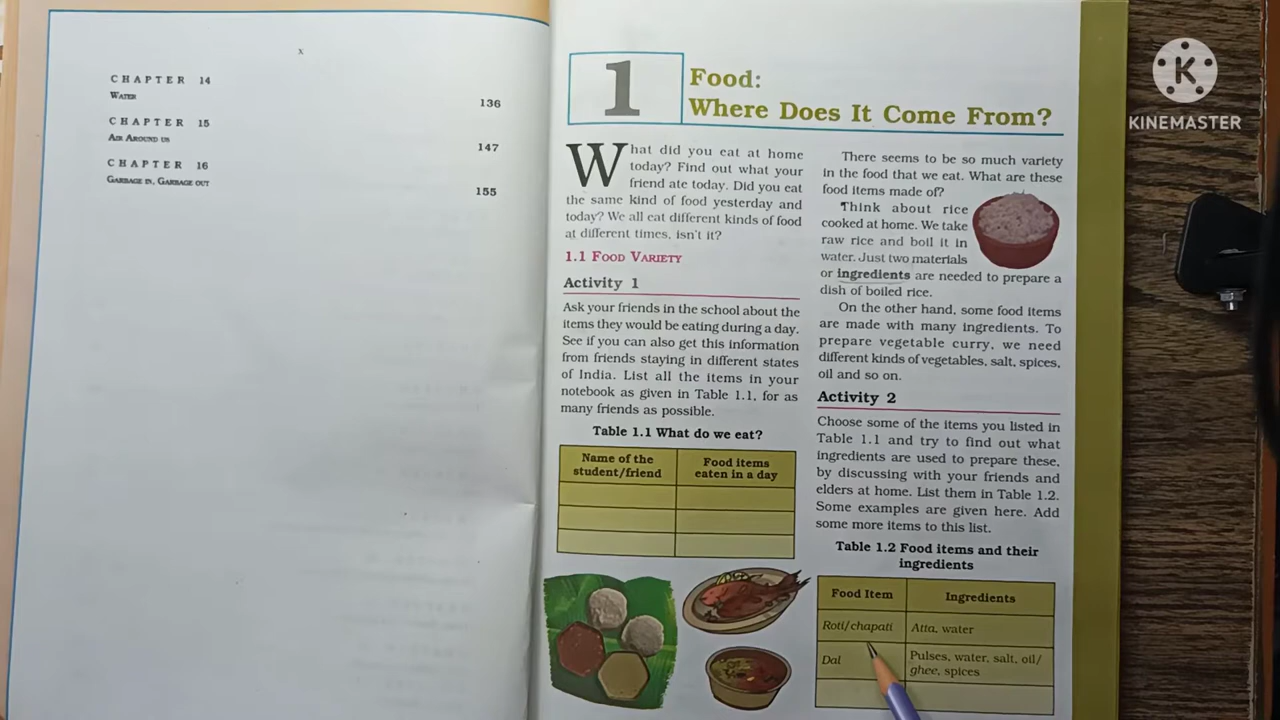 x
CHAPTER 14
WATER
136
CHAPTER 15
AIR AROUND US
147
CHAPTER 16
GARBAGE IN, GARBAGE OUT
155
1
Food:
Where Does It Come From?
What did you eat at home
today? Find out what your
friend ate today. Did you eat
the same kind of food yesterday and
today? We all eat different kinds of food
at different times, isn't it?
1.1 FOOD VARIETY
Activity 1
Ask your friends in the school about the
items they would be eating during a day.
See if you can also get this information
from friends staying in different states
of India. List all the items in your
notebook as given in Table 1.1, for as
many friends as possible.
Table 1.1 What do we eat?
Name of the
student/friend
Food items
eaten in a day
There seems to be so much variety
in the food that we eat. What are these
food items made of?
Think about rice
cooked at home. We take
raw rice and boil it in
water. Just two materials
or ingredients are needed to prepare a
dish of boiled rice.
On the other hand, some food items
are made with many ingredients. To
prepare vegetable curry, we need
different kinds of vegetables, salt, spices,
oil and so on.
Activity 2
Choose some of the items you listed in
Table 1.1 and try to find out what
ingredients are used to prepare these,
by discussing with your friends and
elders at home. List them in Table 1.2.
Some examples are given here. Add
some more items to this list.
Table 1.2 Food items and their
ingredients
Food Item
Ingredients
Roti/chapati
Atta, water
Dal
Pulses, water, salt, oil/
ghee, spices
K
KINEMASTER